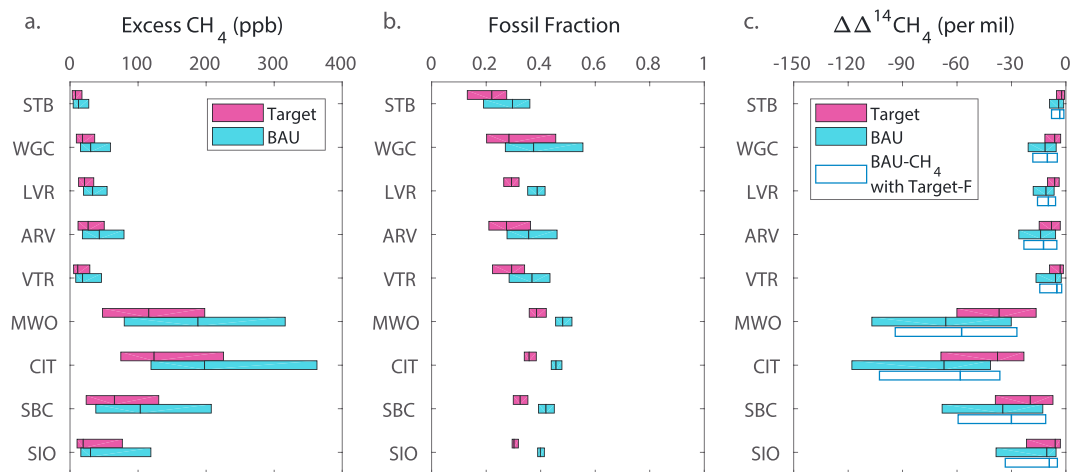 a. Excess CH4 (ppb)
0 100 200 300 400
STB
WGC
LVR
ARV
VTR
MWO
CIT
SBC
SIO
Target
BAU
b. Fossil Fraction
0 0.2 0.4 0.6 0.8 1
STB
WGC
LVR
ARV
VTR
MWO
CIT
SBC
SIO
c. Δ Δ14CH4 (per mil)
-150 -120 -90 -60 -30 0
STB
WGC
LVR
ARV
VTR
MWO
CIT
SBC
SIO
Target
BAU
BAU-CH4
with Target-F